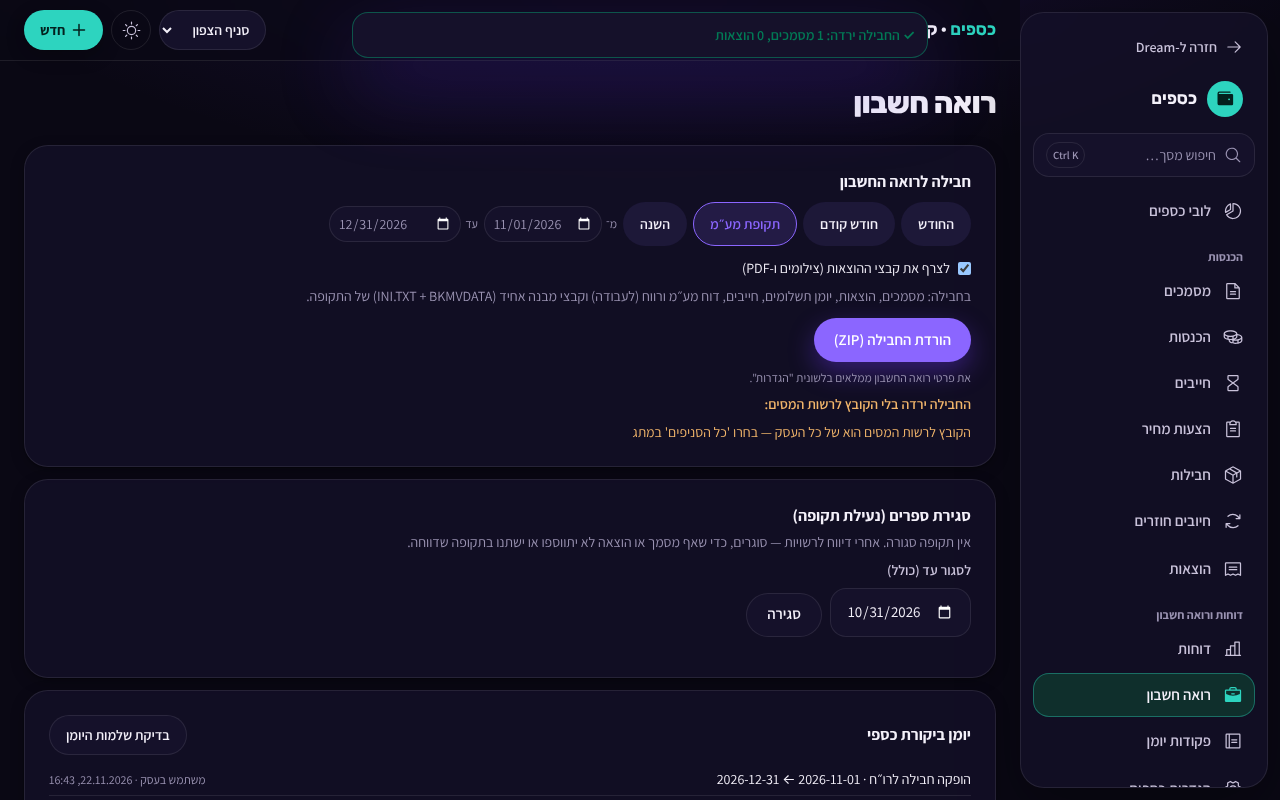 חזרה ל-Dream
כספים
חיפוש מסך…
Ctrl K
לובי כספים
הכנסות
מסמכים
הכנסות
חייבים
הצעות מחיר
חבילות
חיובים חוזרים
הוצאות
דוחות ורואה חשבון
דוחות
רואה חשבון
פקודות יומן
כספים • ק
✓ החבילה ירדה: 1 מסמכים, 0 הוצאות
סניף הצפון
חדש
רואה חשבון
חבילה לרואה החשבון
החודש
חודש קודם
תקופת מע״מ
השנה
מ־ 11/01/2026 עד 12/31/2026
לצרף את קבצי ההוצאות (צילומים ו-PDF)
בחבילה: מסמכים, הוצאות, יומן תשלומים, חייבים, דוח מע״מ ורווח (לעבודה) וקבצי מבנה אחיד (INI.TXT + BKMVDATA) של התקופה.
הורדת החבילה (ZIP)
את פרטי רואה החשבון ממלאים בלשונית "הגדרות".
החבילה ירדה בלי הקובץ לרשות המסים:
הקובץ לרשות המסים הוא של כל העסק — בחרו 'כל הסניפים' במתג
סגירת ספרים (נעילת תקופה)
אין תקופה סגורה. אחרי דיווח לרשויות — סוגרים, כדי שאף מסמך או הוצאה לא יתווספו או ישתנו בתקופה שדווחה.
לסגור עד (כולל)
10/31/2026
סגירה
יומן ביקורת כספי
בדיקת שלמות היומן
הופקה חבילה לרו״ח · 2026-11-01 ← 2026-12-31
משתמש בעסק · 22.11.2026, 16:43